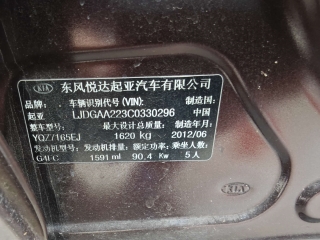 KIA 东风悦达起亚汽车有限公司
品牌: 车辆识别代号(VIN): 制造国:
起亚 LJDGAA223C0330296 中国
整车型号: 最大设计总质量: 制造年月:
YQZ7165EJ 1620 kg 2012/06
发动机型号: 发动机排量: 额定功率: 乘坐人数:
G4FC 1591 ml 90.4 Kw 5人
KIA